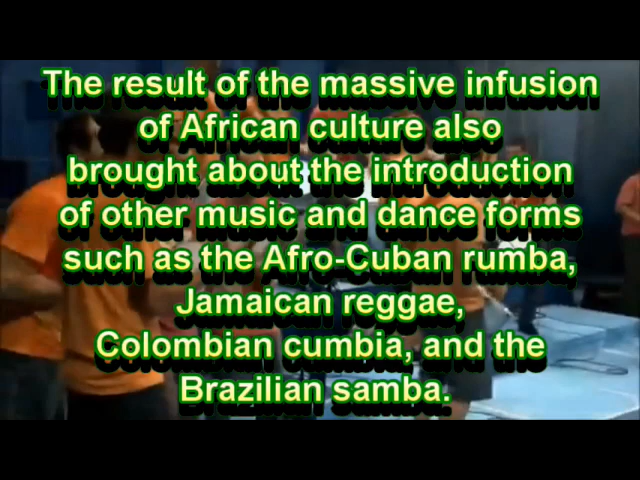 The result of the massive infusion
of African culture also
brought about the introduction
of other music and dance forms
such as the Afro-Cuban rumba,
Jamaican reggae,
Colombian cumbia, and the
Brazilian samba.